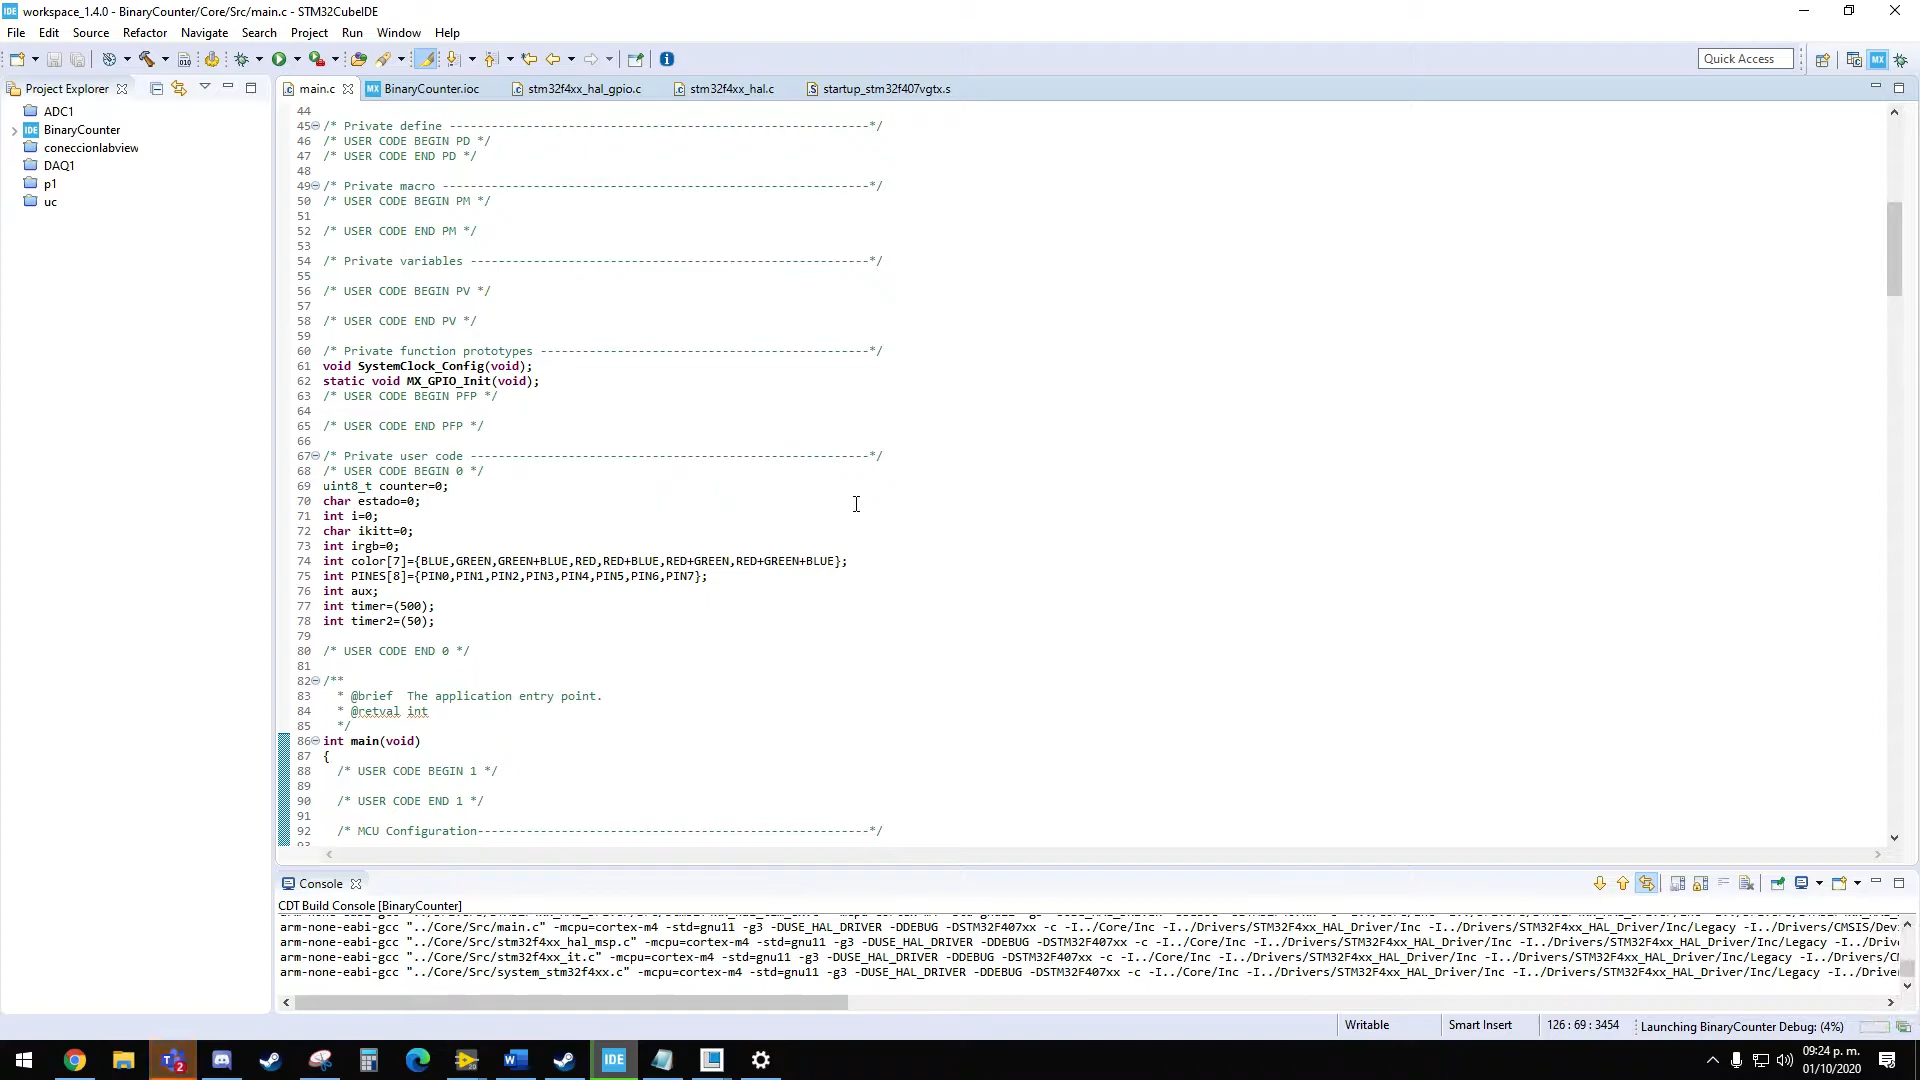 IDE workspace_1.4.0 - BinaryCounter/Core/Src/main.c - STM32CubeIDE
File Edit Source Refactor Navigate Search Project Run Window Help
Quick Access
MX
Project Explorer
main.c
MX BinaryCounter.ioc
stm32f4xx_hal_gpio.c
stm32f4xx_hal.c
startup_stm32f407vgtx.s
ADC1
IDE BinaryCounter
coneccionlabview
DAQ1
p1
uc
44
45 /* Private define ------------------------------------------------------------*/
46 /* USER CODE BEGIN PD */
47 /* USER CODE END PD */
48
49 /* Private macro -------------------------------------------------------------*/
50 /* USER CODE BEGIN PM */
51
52 /* USER CODE END PM */
53
54 /* Private variables ---------------------------------------------------------*/
55
56 /* USER CODE BEGIN PV */
57
58 /* USER CODE END PV */
59
60 /* Private function prototypes -----------------------------------------------*/
61 void SystemClock_Config(void);
62 static void MX_GPIO_Init(void);
63 /* USER CODE BEGIN PFP */
64
65 /* USER CODE END PFP */
66
67 /* Private user code ---------------------------------------------------------*/
68 /* USER CODE BEGIN 0 */
69 uint8_t counter=0;
70 char estado=0;
71 int i=0;
72 char ikitt=0;
73 int irgb=0;
74 int color[7]={BLUE,GREEN,GREEN+BLUE,RED,RED+BLUE,RED+GREEN,RED+GREEN+BLUE};
75 int PINES[8]={PIN0,PIN1,PIN2,PIN3,PIN4,PIN5,PIN6,PIN7};
76 int aux;
77 int timer=(500);
78 int timer2=(50);
79
80 /* USER CODE END 0 */
81
82 /**
83 * @brief  The application entry point.
84 * @retval int
85 */
86 int main(void)
87 {
88 /* USER CODE BEGIN 1 */
89
90 /* USER CODE END 1 */
91
92 /* MCU Configuration--------------------------------------------------------*/
Console
CDT Build Console [BinaryCounter]
arm-none-eabi-gcc "../Core/Src/main.c" -mcpu=cortex-m4 -std=gnu11 -g3 -DUSE_HAL_DRIVER -DDEBUG -DSTM32F407xx -c -I../Core/Inc -I../Drivers/STM32F4xx_HAL_Driver/Inc -I../Drivers/STM32F4xx_HAL_Driver/Inc/Legacy -I../Drivers/CMSIS/Dev
arm-none-eabi-gcc "../Core/Src/stm32f4xx_hal_msp.c" -mcpu=cortex-m4 -std=gnu11 -g3 -DUSE_HAL_DRIVER -DDEBUG -DSTM32F407xx -c -I../Core/Inc -I../Drivers/STM32F4xx_HAL_Driver/Inc -I../Drivers/STM32F4xx_HAL_Driver/Inc/Legacy -I../
arm-none-eabi-gcc "../Core/Src/stm32f4xx_it.c" -mcpu=cortex-m4 -std=gnu11 -g3 -DUSE_HAL_DRIVER -DDEBUG -DSTM32F407xx -c -I../Core/Inc -I../Drivers/STM32F4xx_HAL_Driver/Inc -I../Drivers/STM32F4xx_HAL_Driver/Inc/Legacy -I../Drivers/
arm-none-eabi-gcc "../Core/Src/system_stm32f4xx.c" -mcpu=cortex-m4 -std=gnu11 -g3 -DUSE_HAL_DRIVER -DDEBUG -DSTM32F407xx -c -I../Core/Inc -I../Drivers/STM32F4xx_HAL_Driver/Inc -I../Drivers/STM32F4xx_HAL_Driver/Inc/Legacy -I../Driver
Writable
Smart Insert
126 : 69 : 3454
Launching BinaryCounter Debug: (4%)
IDE
09:24 p. m.
01/10/2020